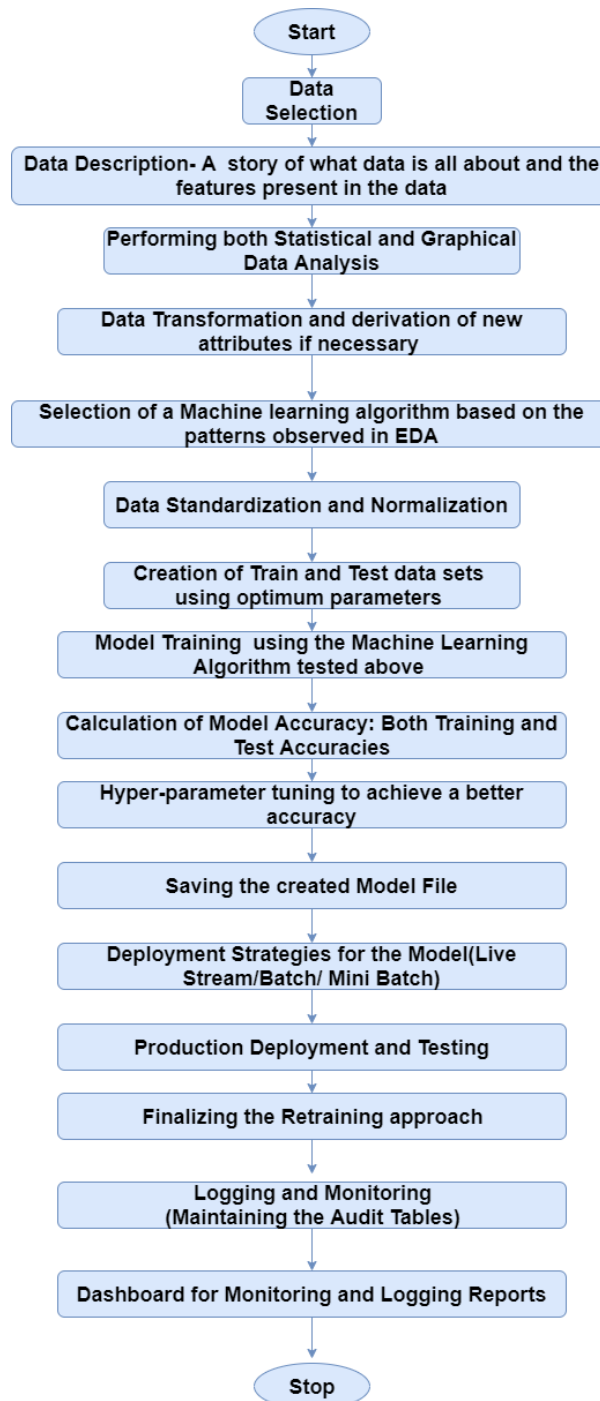 Start
Data
Selection
Data Description- A story of what data is all about and the
features present in the data
Performing both Statistical and Graphical
Data Analysis
Data Transformation and derivation of new
attributes if necessary
Selection of a Machine learning algorithm based on the
patterns observed in EDA
Data Standardization and Normalization
Creation of Train and Test data sets
using optimum parameters
Model Training using the Machine Learning
Algorithm tested above
Calculation of Model Accuracy: Both Training and
Test Accuracies
Hyper-parameter tuning to achieve a better
accuracy
Saving the created Model File
Deployment Strategies for the Model(Live
Stream/Batch/ Mini Batch)
Production Deployment and Testing
Finalizing the Retraining approach
Logging and Monitoring
(Maintaining the Audit Tables)
Dashboard for Monitoring and Logging Reports
Stop